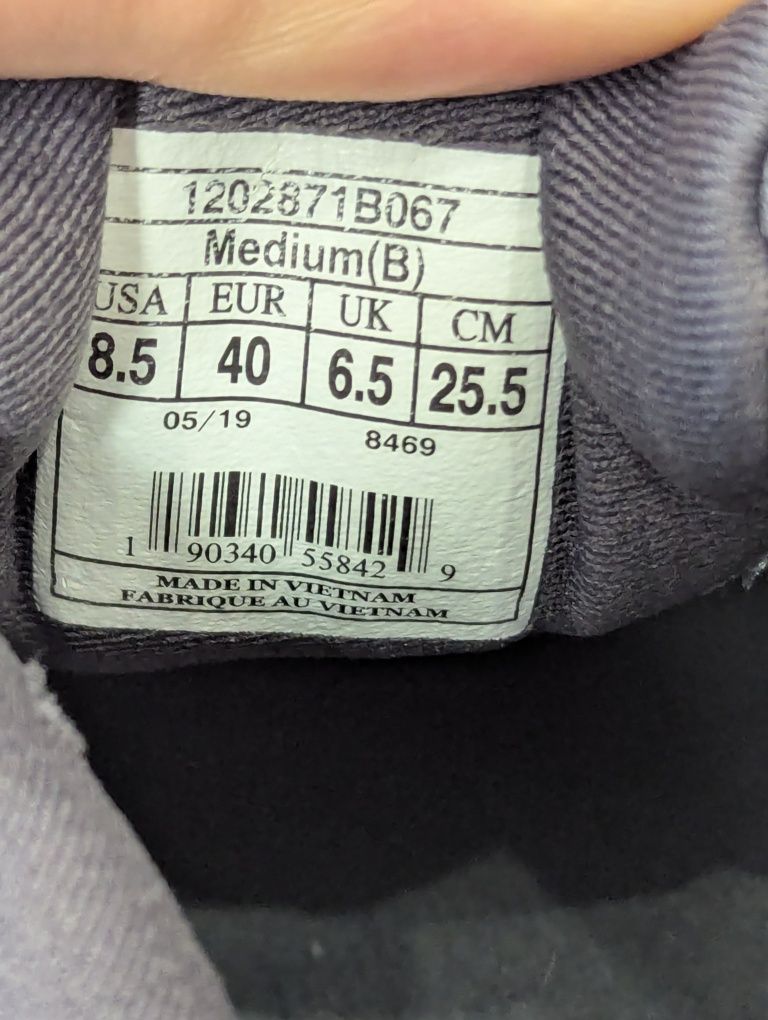 1202871B067
Medium(B)
USA EUR UK CM
8.5 40 6.5 25.5
05/19 8469
1 90340 55842 9
MADE IN VIETNAM
FABRIQUE AU VIETNAM